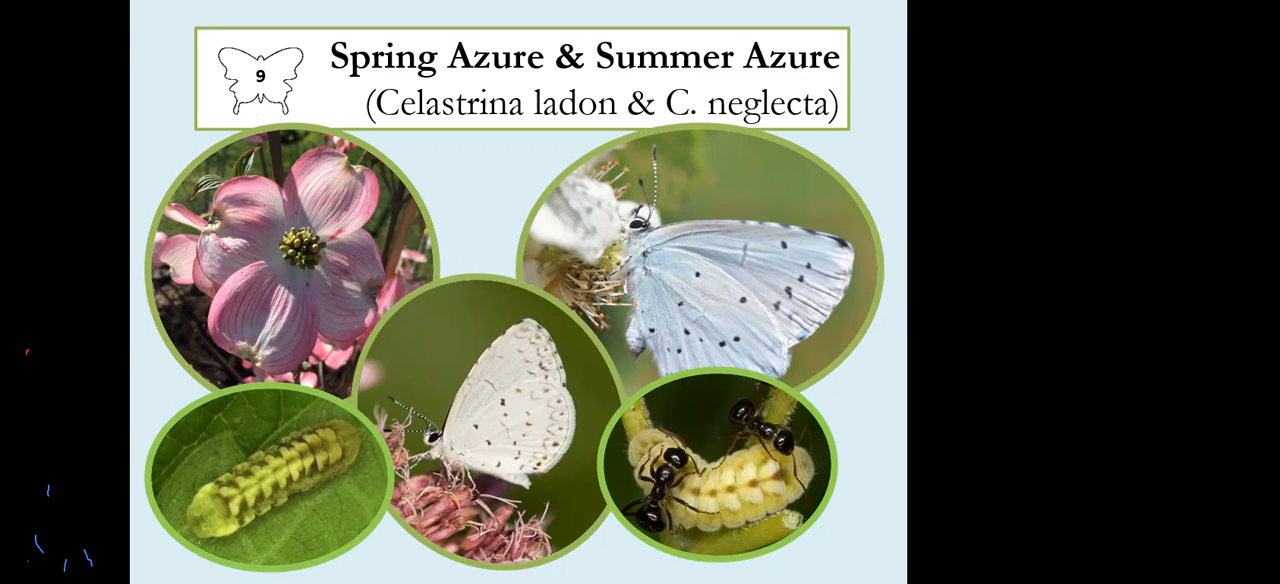 9
Spring Azure & Summer Azure
(Celastrina ladon & C. neglecta)